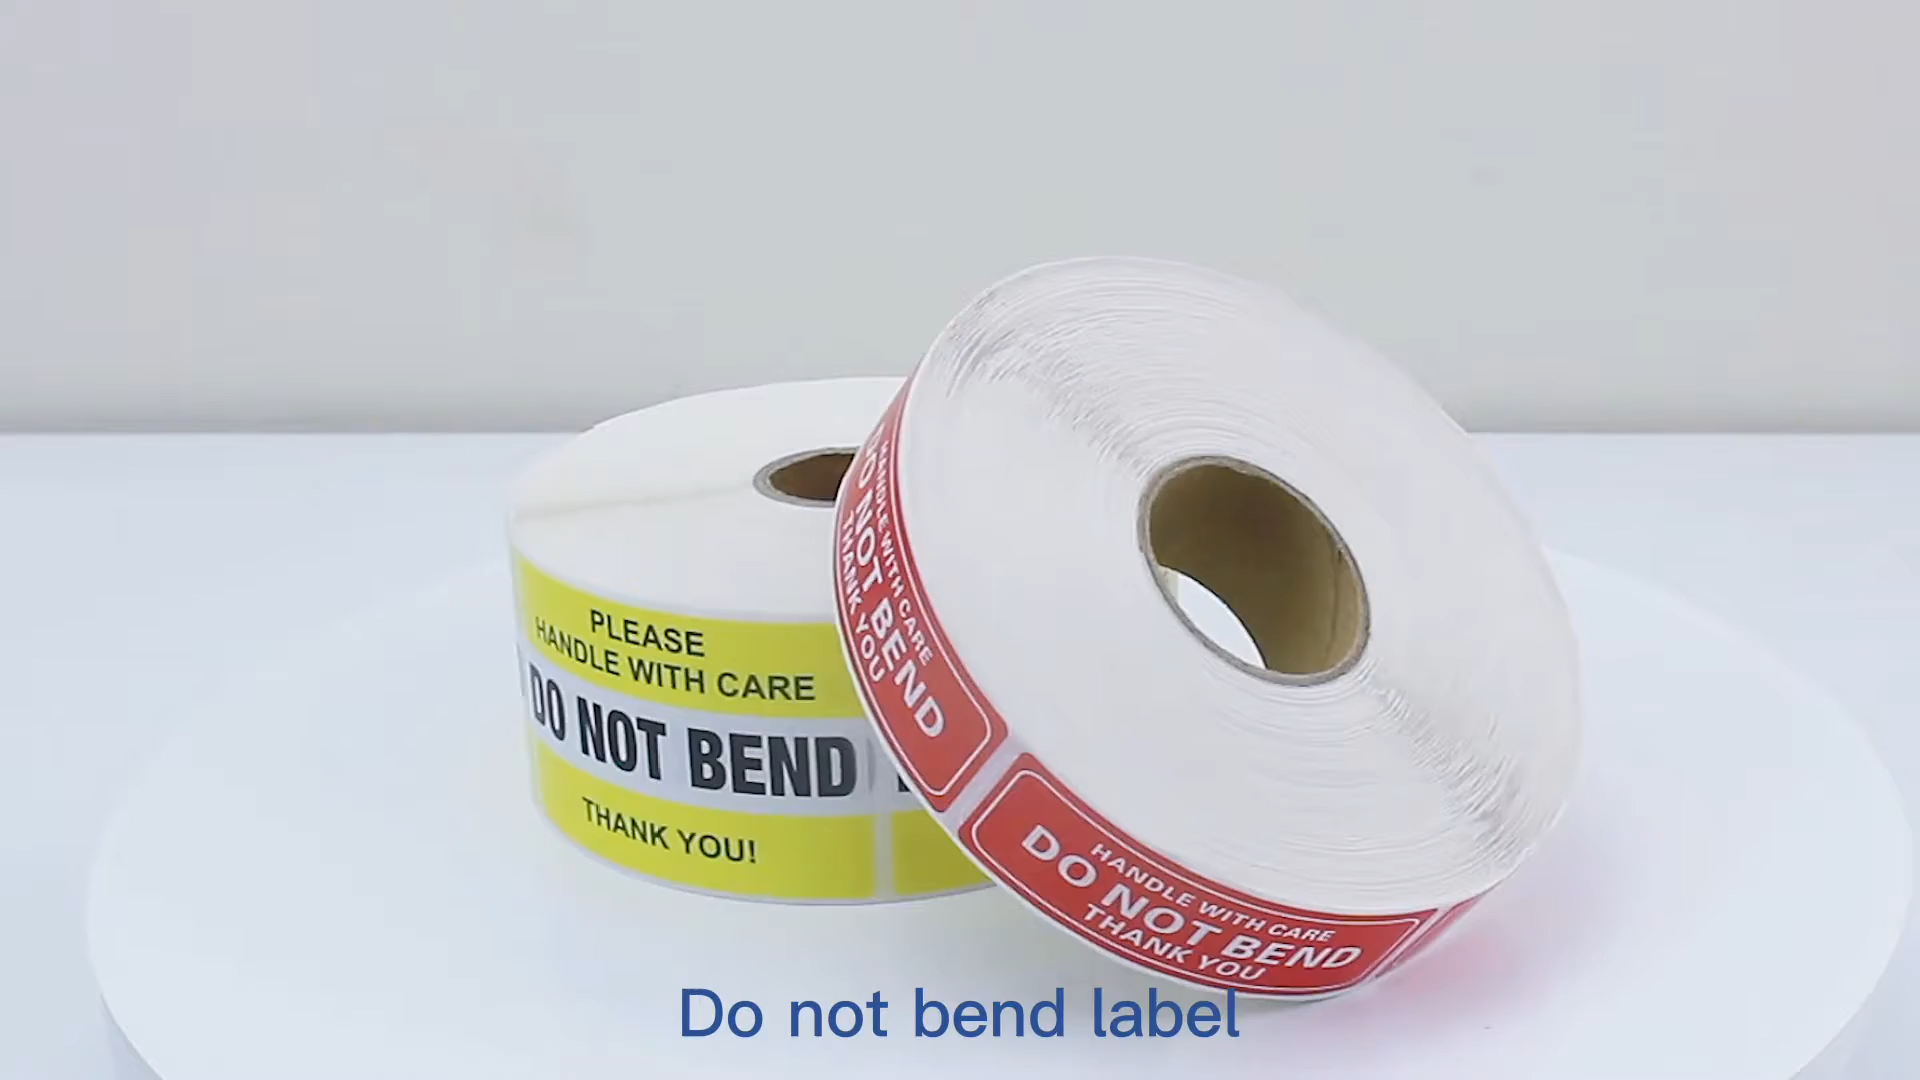 PLEASE
HANDLE WITH CARE
DO NOT BEND
THANK YOU!
HANDLE WITH CARE
DO NOT BEND
THANK YOU
HANDLE WITH CARE
DO NOT BEND
THANK YOU
Do not bend label